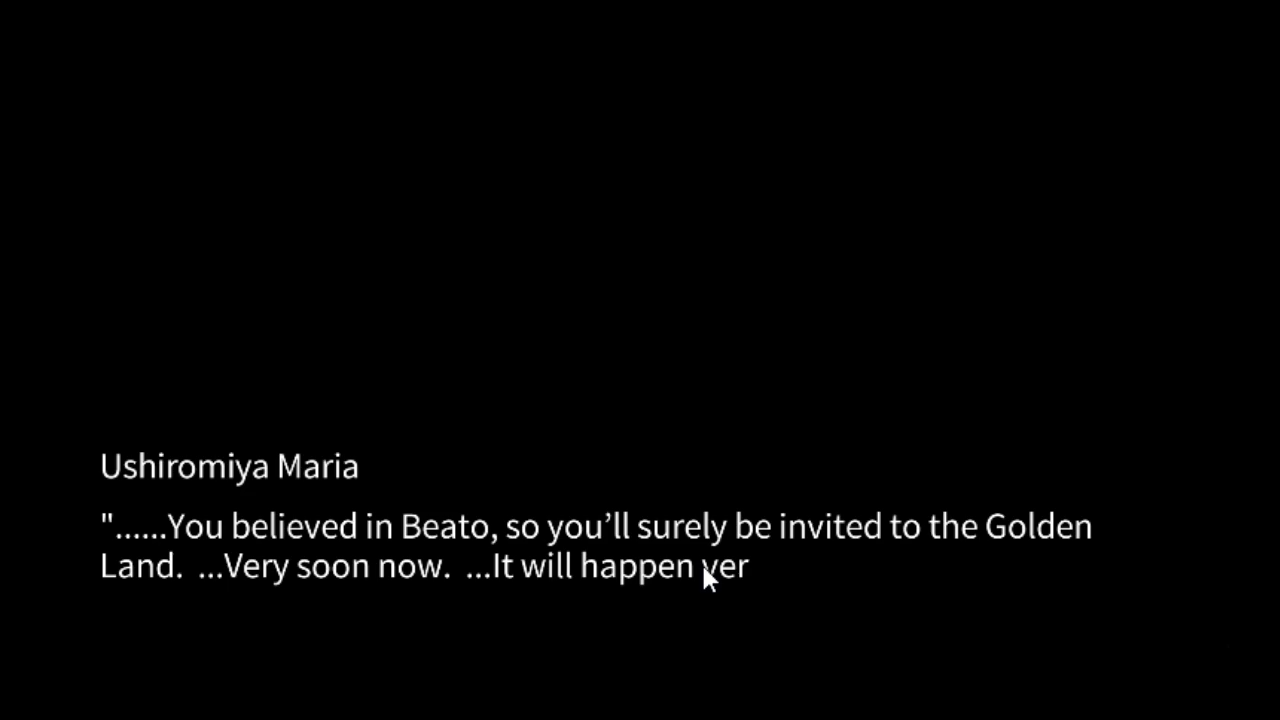 Ushiromiya Maria
"......You believed in Beato, so you’ll surely be invited to the Golden
Land.  ...Very soon now.  ...It will happen ver